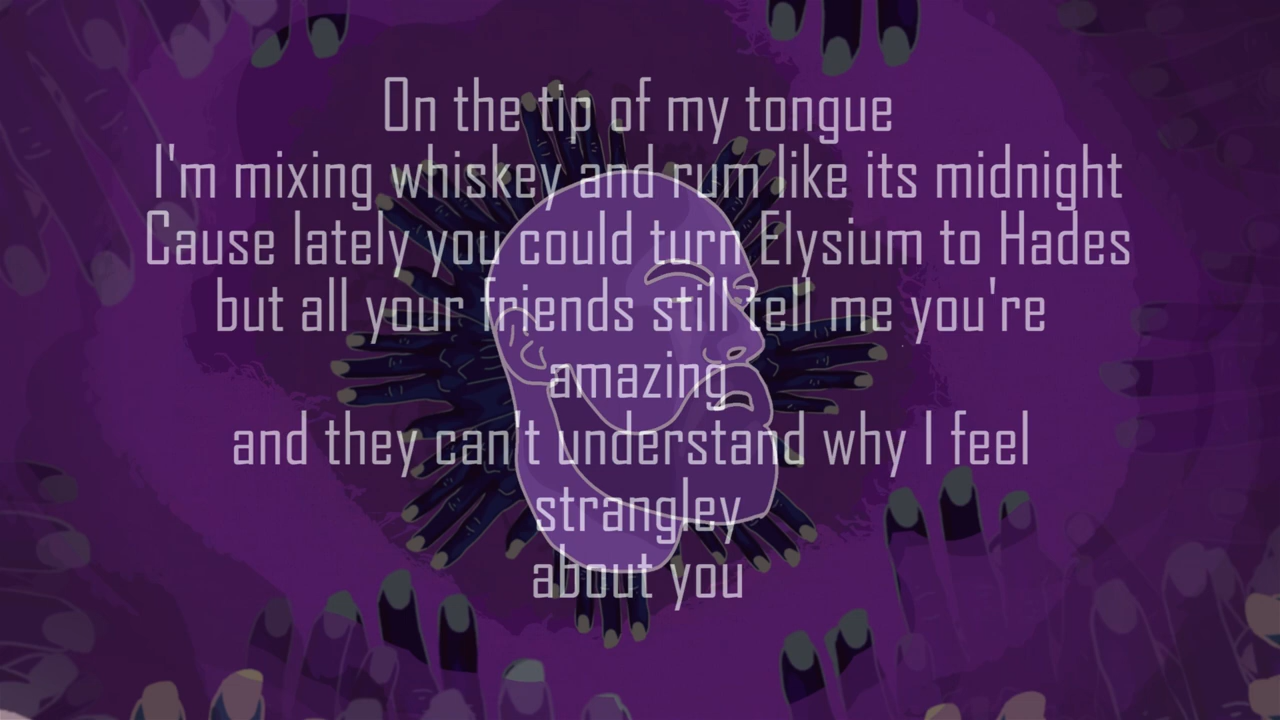 On the tip of my tongue
I'm mixing whiskey and rum like its midnight
Cause lately you could turn Elysium to Hades
but all your friends still tell me you're
amazing
and they can't understand why I feel
strangley
about you